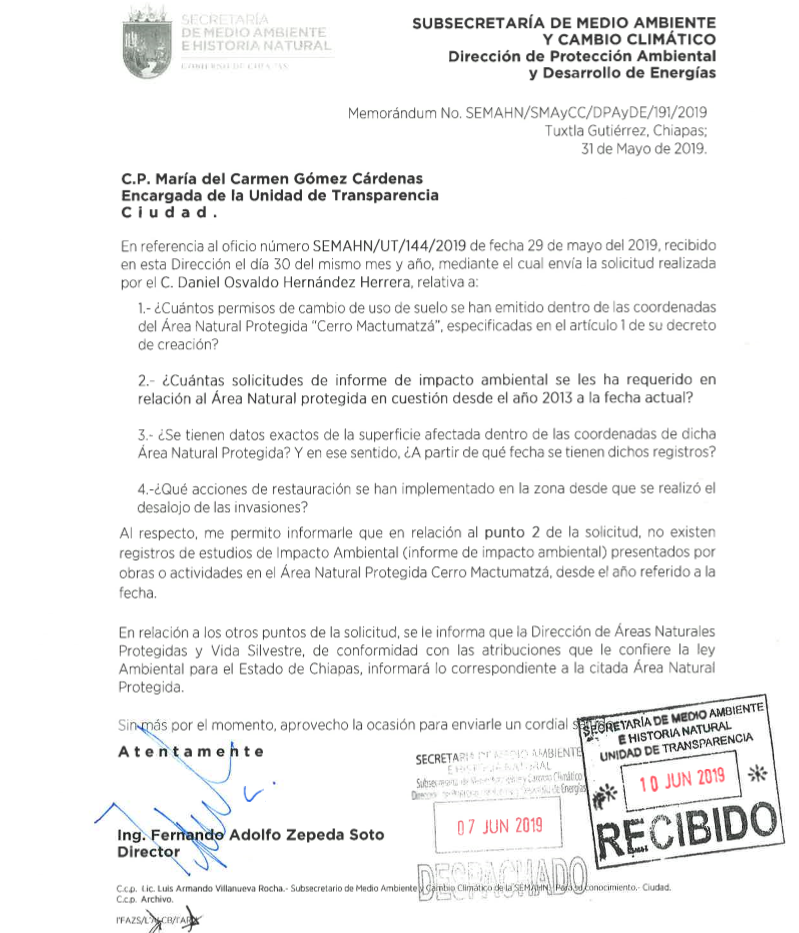 SECRETARÍA
DE MEDIO AMBIENTE
E HISTORIA NATURAL
GOBIERNO DE CHIAPAS
SUBSECRETARÍA DE MEDIO AMBIENTE
Y CAMBIO CLIMÁTICO
Dirección de Protección Ambiental
y Desarrollo de Energías
Memorándum No. SEMAHN/SMAyCC/DPAyDE/191/2019
Tuxtla Gutiérrez, Chiapas;
31 de Mayo de 2019.
C.P. María del Carmen Gómez Cárdenas
Encargada de la Unidad de Transparencia
C i u d a d .
En referencia al oficio número SEMAHN/UT/144/2019 de fecha 29 de mayo del 2019, recibido
en esta Dirección el día 30 del mismo mes y año, mediante el cual envía la solicitud realizada
por el C. Daniel Osvaldo Hernández Herrera, relativa a:
1.- ¿Cuántos permisos de cambio de uso de suelo se han emitido dentro de las coordenadas
del Área Natural Protegida "Cerro Mactumatzá", especificadas en el artículo 1 de su decreto
de creación?
2.- ¿Cuántas solicitudes de informe de impacto ambiental se les ha requerido en
relación al Área Natural protegida en cuestión desde el año 2013 a la fecha actual?
3.- ¿Se tienen datos exactos de la superficie afectada dentro de las coordenadas de dicha
Área Natural Protegida? Y en ese sentido, ¿A partir de qué fecha se tienen dichos registros?
4.-¿Qué acciones de restauración se han implementado en la zona desde que se realizó el
desalojo de las invasiones?
Al respecto, me permito informarle que en relación al punto 2 de la solicitud, no existen
registros de estudios de Impacto Ambiental (informe de impacto ambiental) presentados por
obras o actividades en el Área Natural Protegida Cerro Mactumatzá, desde el año referido a la
fecha.
En relación a los otros puntos de la solicitud, se le informa que la Dirección de Áreas Naturales
Protegidas y Vida Silvestre, de conformidad con las atribuciones que le confiere la ley
Ambiental para el Estado de Chiapas, informará lo correspondiente a la citada Área Natural
Protegida.
Sin más por el momento, aprovecho la ocasión para enviarle un cordial
A t e n t a m e n t e
SECRETARÍA DE MEDIO AMBIENTE
E HISTORIA NATURAL
UNIDAD DE TRANSPARENCIA
10 JUN 2019
RECIBIDO
SECRETARÍA DE MEDIO AMBIENTE
E HISTORIA NATURAL
Subsecretaría de Medio Ambiente y Cambio Climático
Dirección de Protección Ambiental y Desarrollo de Energías
07 JUN 2019
DESPACHADO
Ing. Fernando Adolfo Zepeda Soto
Director
C.c.p. Lic. Luis Armando Villanueva Rocha.- Subsecretario de Medio Ambiente y Cambio Climático de la SEMAHN.- Para su conocimiento.- Ciudad.
C.c.p. Archivo.